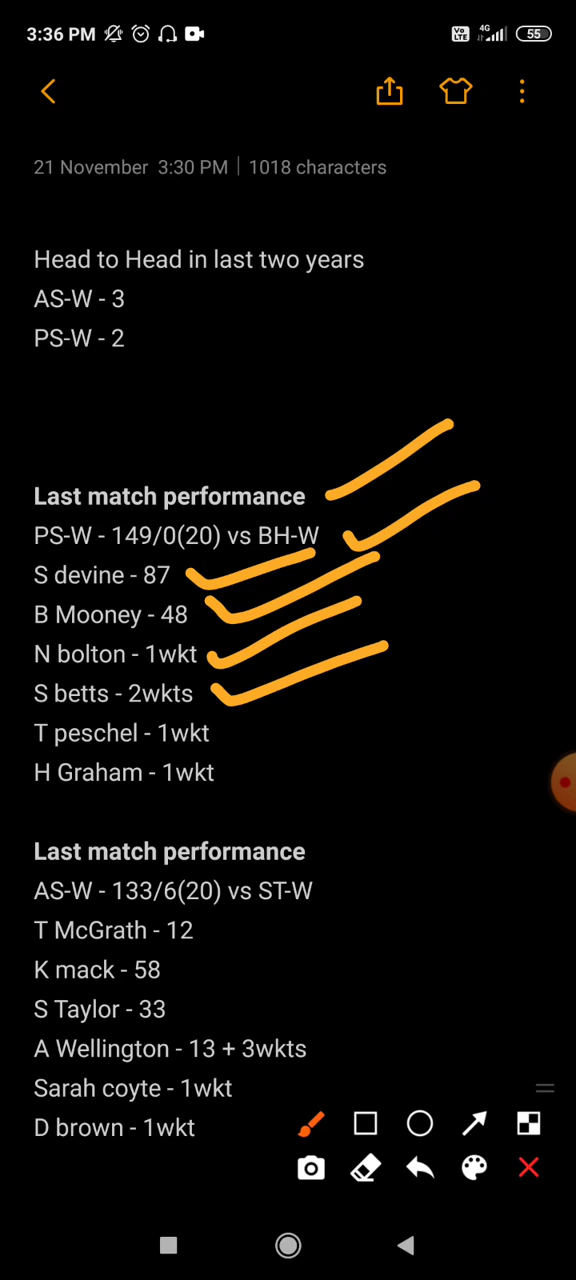 3:36 PM
Vo LTE 4G 55
21 November 3:30 PM | 1018 characters
Head to Head in last two years
AS-W - 3
PS-W - 2
Last match performance
PS-W - 149/0(20) vs BH-W
S devine - 87
B Mooney - 48
N bolton - 1wkt
S betts - 2wkts
T peschel - 1wkt
H Graham - 1wkt
Last match performance
AS-W - 133/6(20) vs ST-W
T McGrath - 12
K mack - 58
S Taylor - 33
A Wellington - 13 + 3wkts
Sarah coyte - 1wkt
D brown - 1wkt